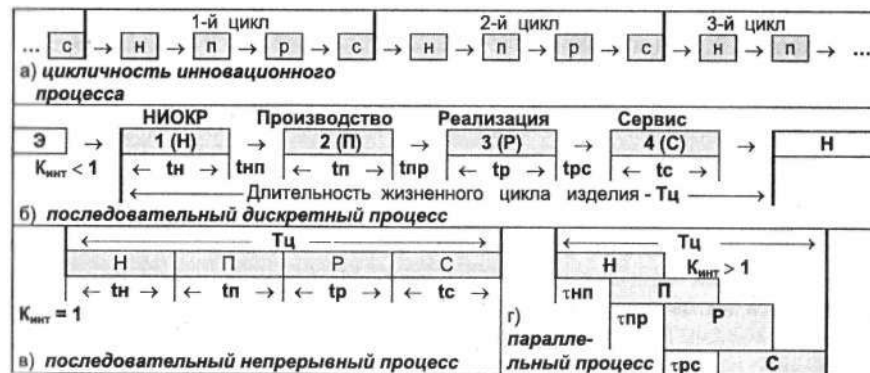 1-й цикл 2-й цикл 3-й цикл
... с → н → п → р → с → н → п → р → с → н → п → ...
а) цикличность инновационного
процесса
НИОКР Производство Реализация Сервис
Э → 1 (Н) → 2 (П) → 3 (Р) → 4 (С) → Н
Кинт < 1 ← tн → tнп ← tп → tпр ← tр → tрс ← tс →
← Длительность жизненного цикла изделия - Тц →
б) последовательный дискретный процесс
← Тц →
Н П Р С
← tн → ← tп → ← tр → ← tс →
Кинт = 1
в) последовательный непрерывный процесс
← Тц →
Н Кинт > 1
τнп П
г) τпр Р
паралле-
льный процесс τрс С